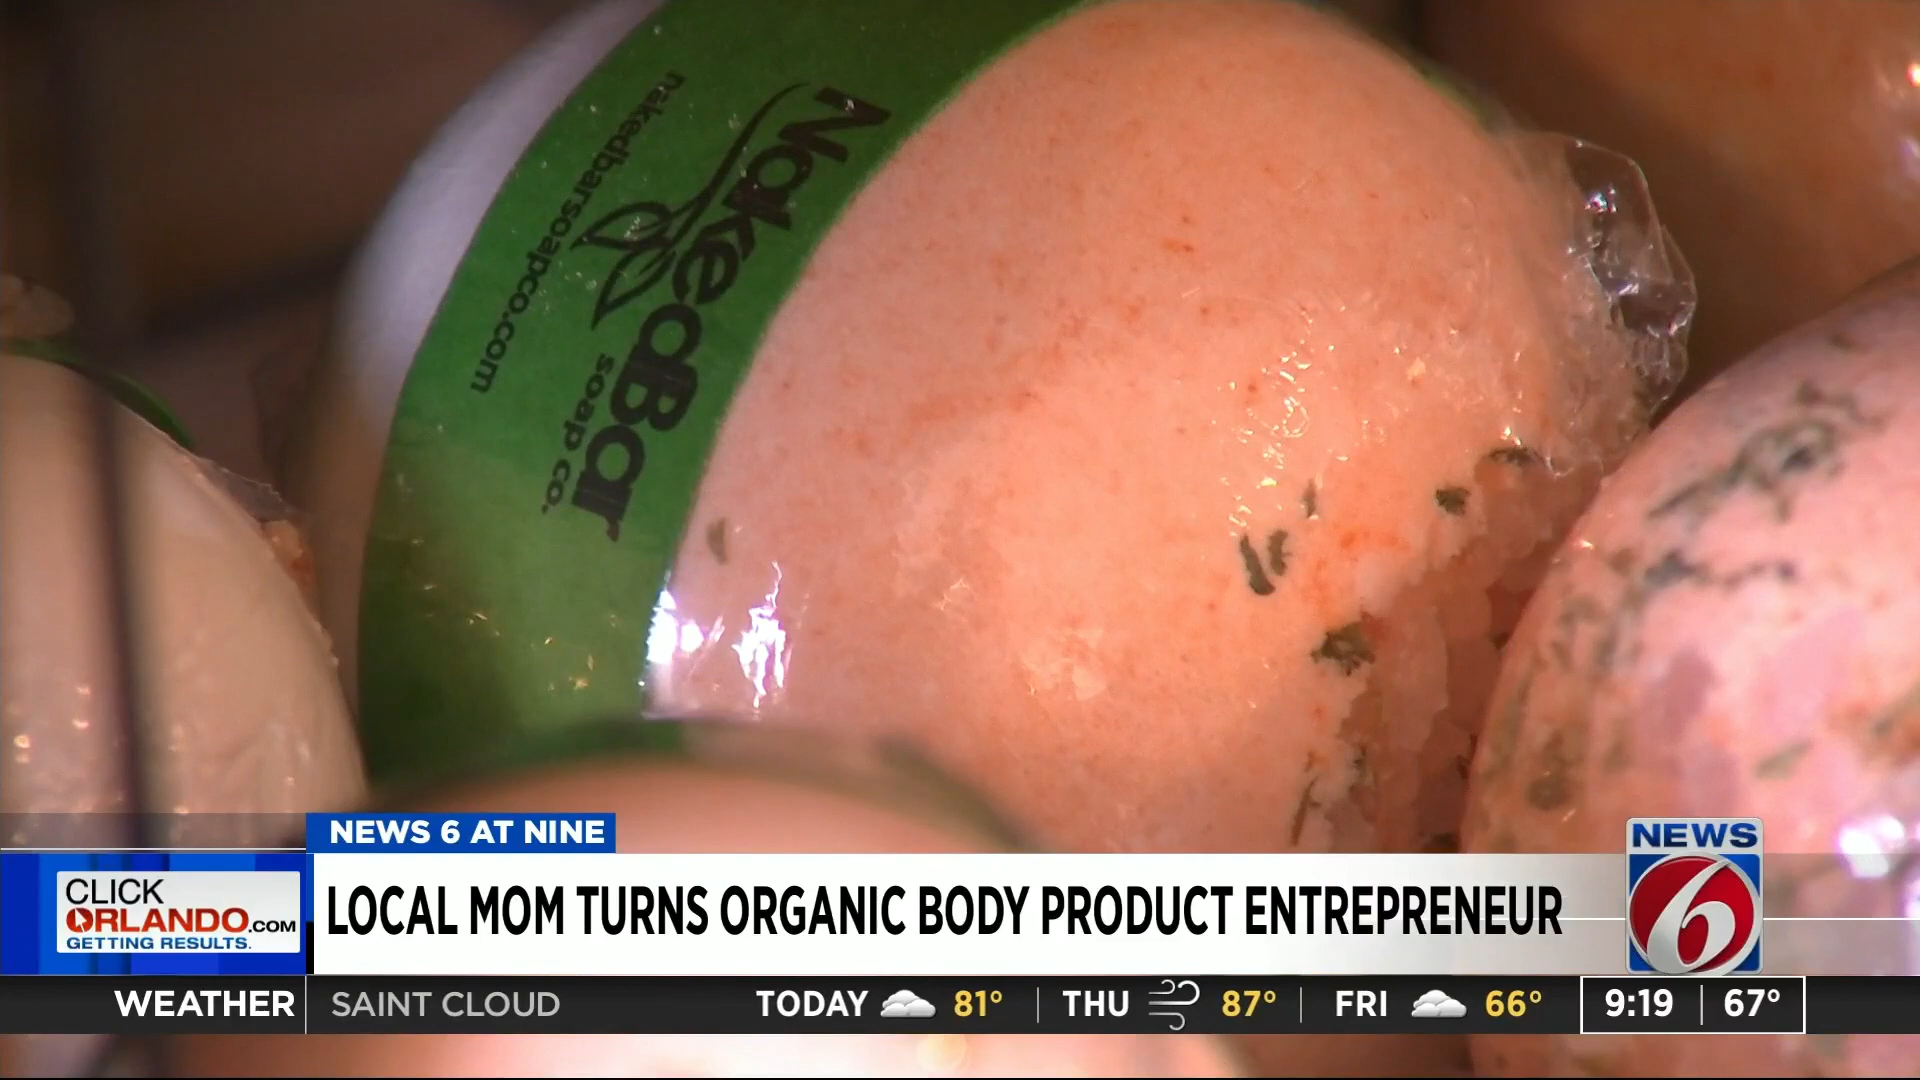 NakedBar
soap co.
nakedbarsoapco.com
NEWS 6 AT NINE
CLICK
ORLANDO.COM
GETTING RESULTS.
LOCAL MOM TURNS ORGANIC BODY PRODUCT ENTREPRENEUR
NEWS
6
WEATHER SAINT CLOUD TODAY 81° THU 87° FRI 66° 9:19 67°